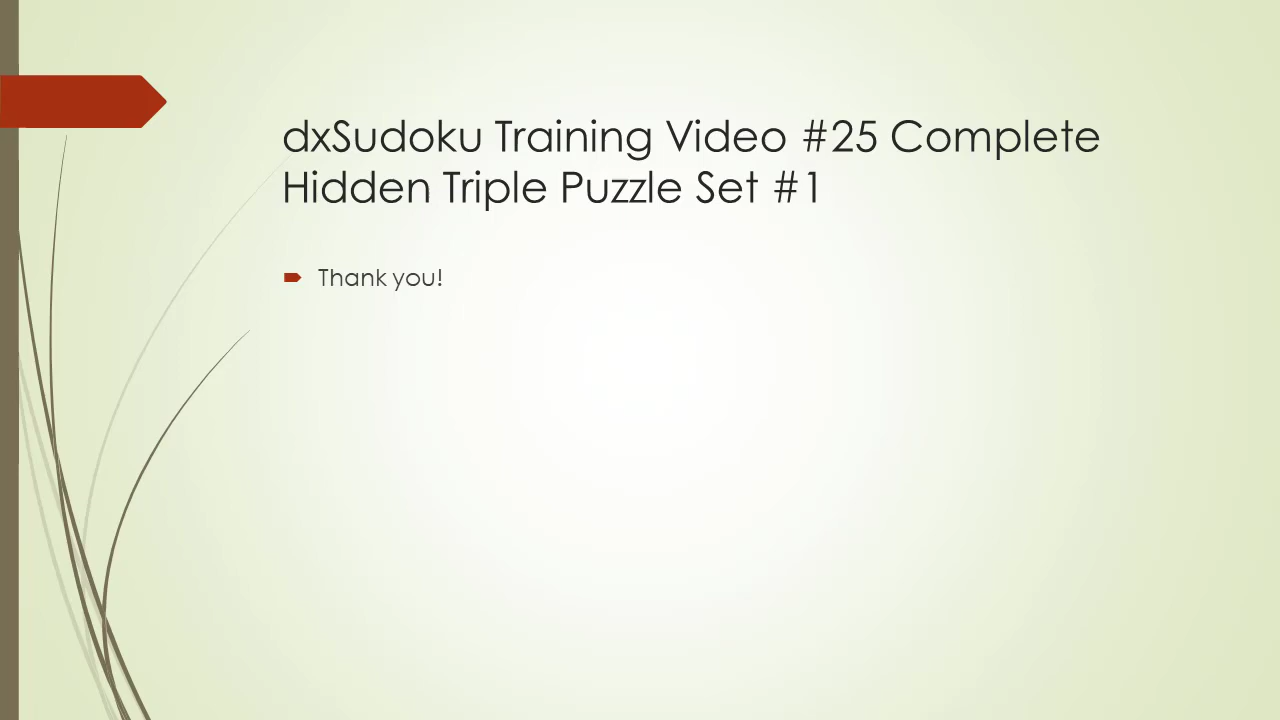 dxSudoku Training Video #25 Complete
Hidden Triple Puzzle Set #1
Thank you!